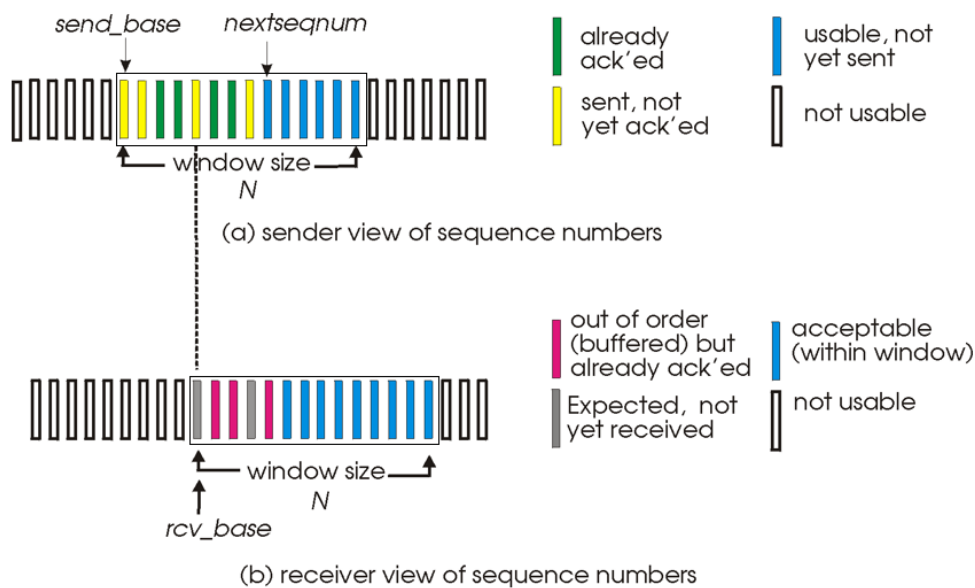 send_base
nextseqnum
already
ack'ed
usable, not
yet sent
sent, not
yet ack'ed
not usable
window size
N
(a) sender view of sequence numbers
out of order
(buffered) but
already ack'ed
acceptable
(within window)
Expected, not
yet received
not usable
window size
N
rcv_base
(b) receiver view of sequence numbers